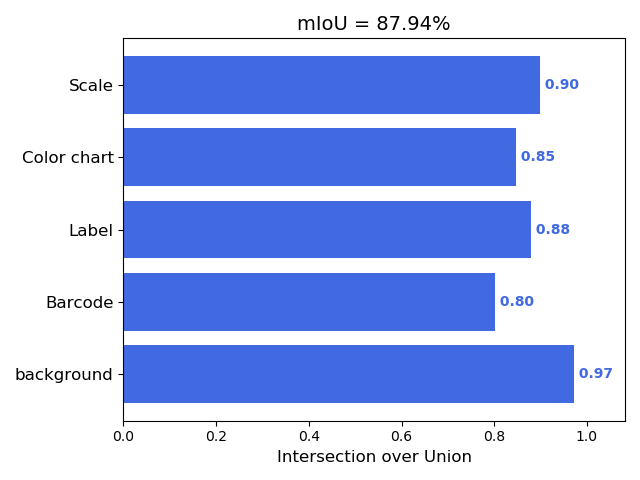 mIoU = 87.94%
Scale
0.90
Color chart
0.85
Label
0.88
Barcode
0.80
background
0.97
0.0 0.2 0.4 0.6 0.8 1.0
Intersection over Union